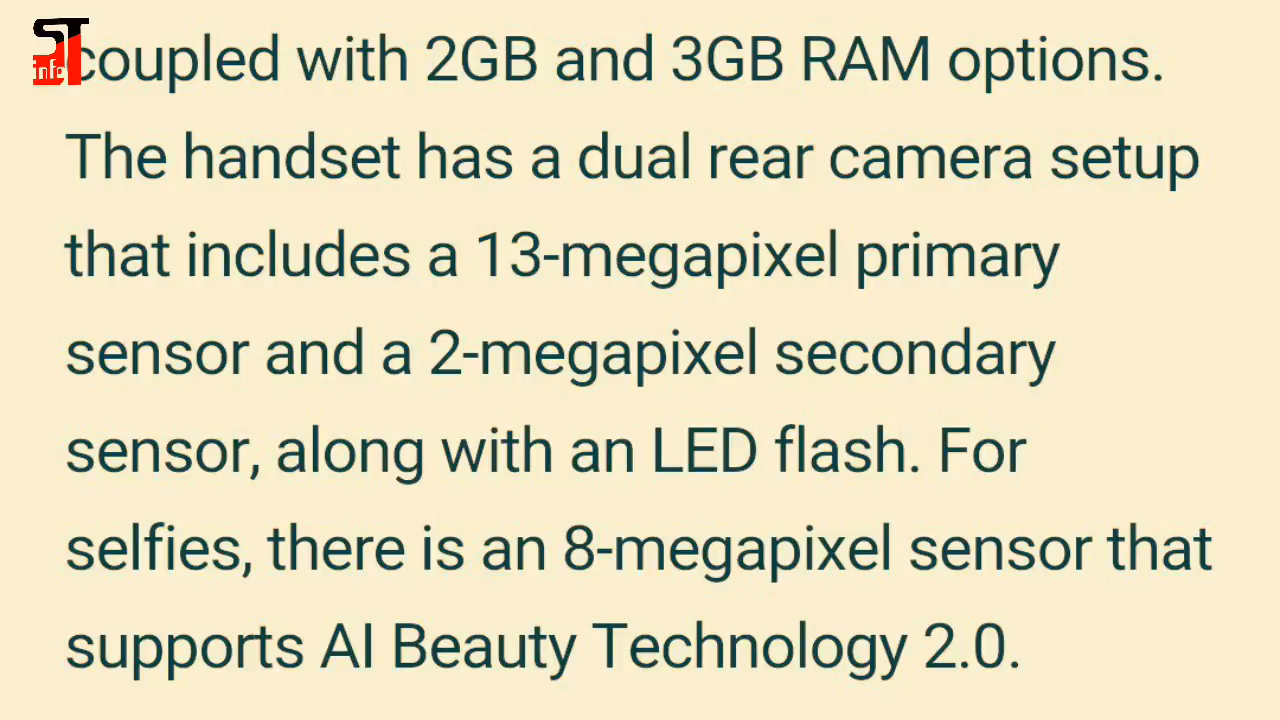 ST
info
coupled with 2GB and 3GB RAM options.
The handset has a dual rear camera setup
that includes a 13-megapixel primary
sensor and a 2-megapixel secondary
sensor, along with an LED flash. For
selfies, there is an 8-megapixel sensor that
supports AI Beauty Technology 2.0.